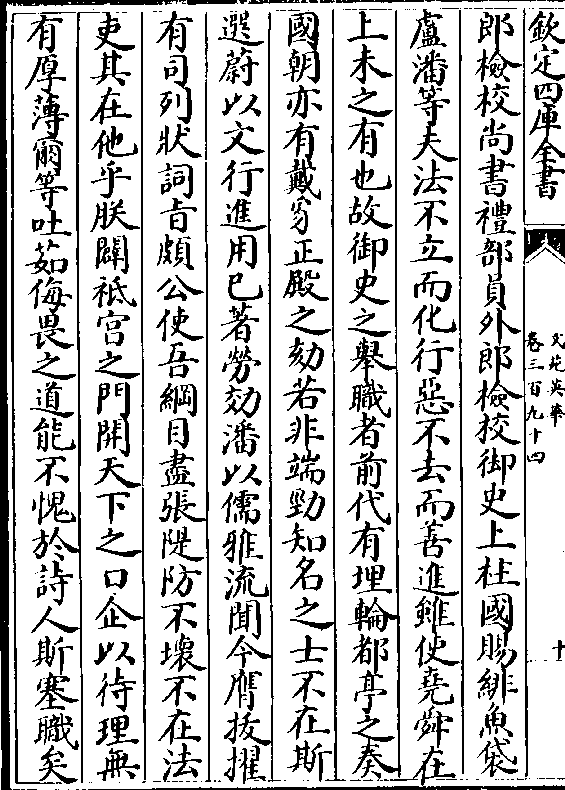 欽定四庫全書
文苑英華
卷三百九十四
十
郎檢校尚書禮部員外郎檢挍御史上柱國賜緋魚袋
盧潘等夫法不立而化行惡不去而善進雖使堯舜在
上未之有也故御史之舉職者前代有埋輪都亭之奏
國朝亦有戴豸正殿之劾若非端勁知名之士不在斯
選蔚以文行進用已著勞効潘以儒雅流聞今膺拔擢
有司列狀詞旨頗公使吾綱目盡張隄防不壊不在法
吏其在他乎朕闢祗宫之門開天下之口企以待理無
有厚薄爾等吐茹侮畏之道能不愧於詩人斯塞職矣